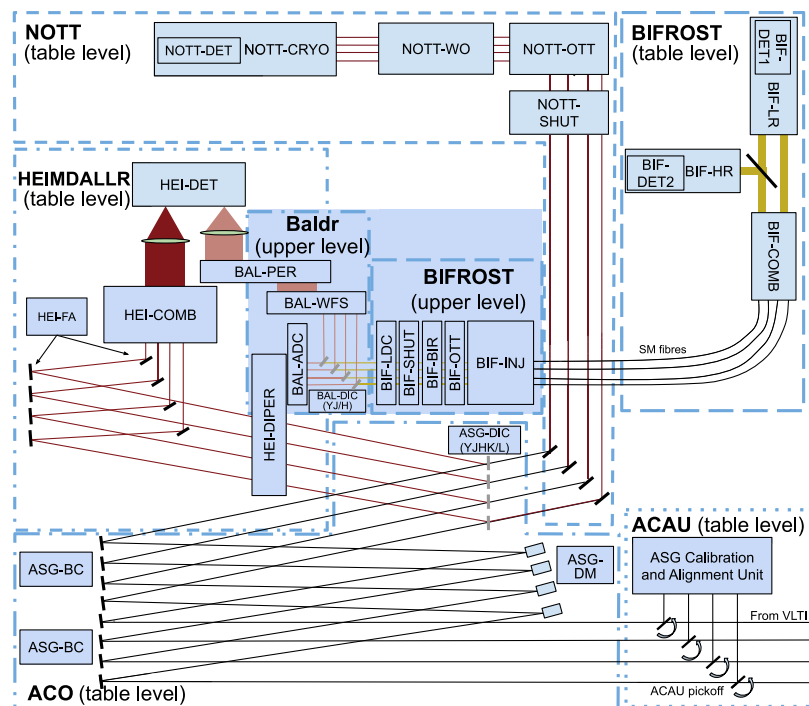 NOTT
(table level)
NOTT-DET
NOTT-CRYO
NOTT-WO
NOTT-OTT
NOTT-
SHUT
BIFROST
(table level)
BIF-
DET1
BIF-LR
BIF-
DET2
BIF-HR
BIF-COMB
HEIMDALLR
(table level)
HEI-DET
Baldr
(upper level)
BAL-PER
BIFROST
(upper level)
HEI-FA
HEI-COMB
BAL-WFS
BAL-ADC
BIF-LDC
BIF-SHUT
BIF-BIR
BIF-OTT
BIF-INJ
SM fibres
HEI-DIPER
BAL-DIC
(YJ/H)
ASG-DIC
(YJHK/L)
ACAU (table level)
ASG Calibration
and Alignment Unit
ASG-BC
ASG-
DM
From VLTI
ASG-BC
ACAU pickoff
ACO (table level)